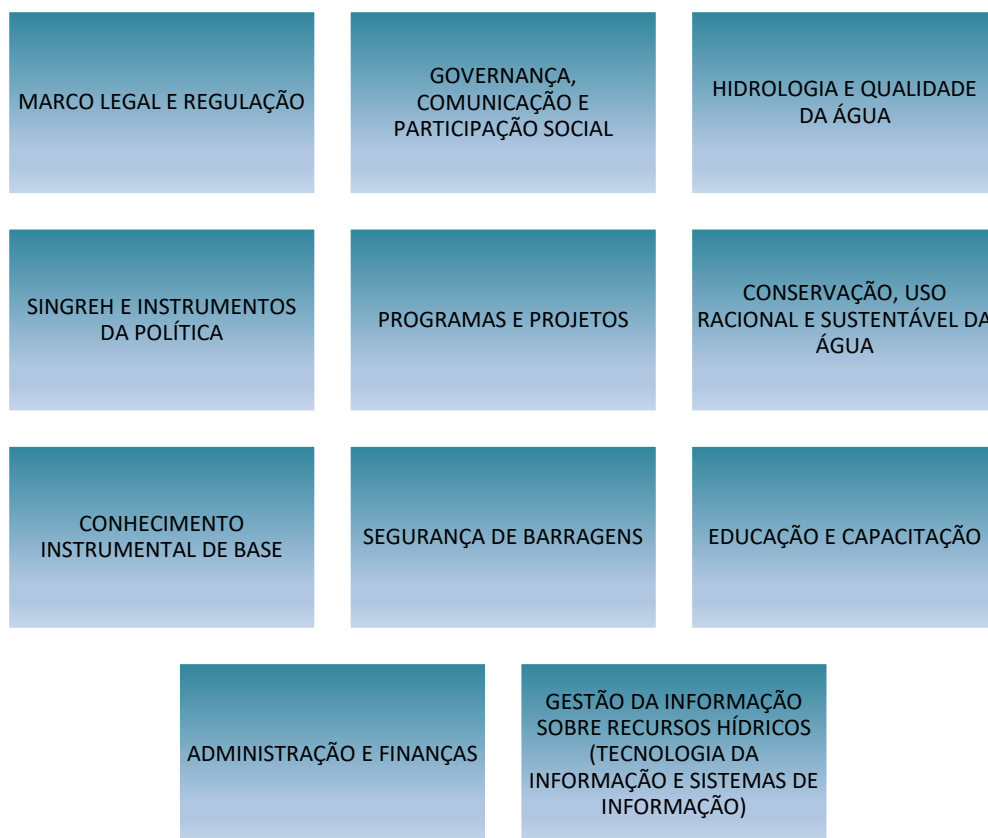 MARCO LEGAL E REGULAÇÃO
GOVERNANÇA,
COMUNICAÇÃO E
PARTICIPAÇÃO SOCIAL
HIDROLOGIA E QUALIDADE
DA ÁGUA
SINGREH E INSTRUMENTOS
DA POLÍTICA
PROGRAMAS E PROJETOS
CONSERVAÇÃO, USO
RACIONAL E SUSTENTÁVEL DA
ÁGUA
CONHECIMENTO
INSTRUMENTAL DE BASE
SEGURANÇA DE BARRAGENS
EDUCAÇÃO E CAPACITAÇÃO
ADMINISTRAÇÃO E FINANÇAS
GESTÃO DA INFORMAÇÃO
SOBRE RECURSOS HÍDRICOS
(TECNOLOGIA DA
INFORMAÇÃO E SISTEMAS DE
INFORMAÇÃO)